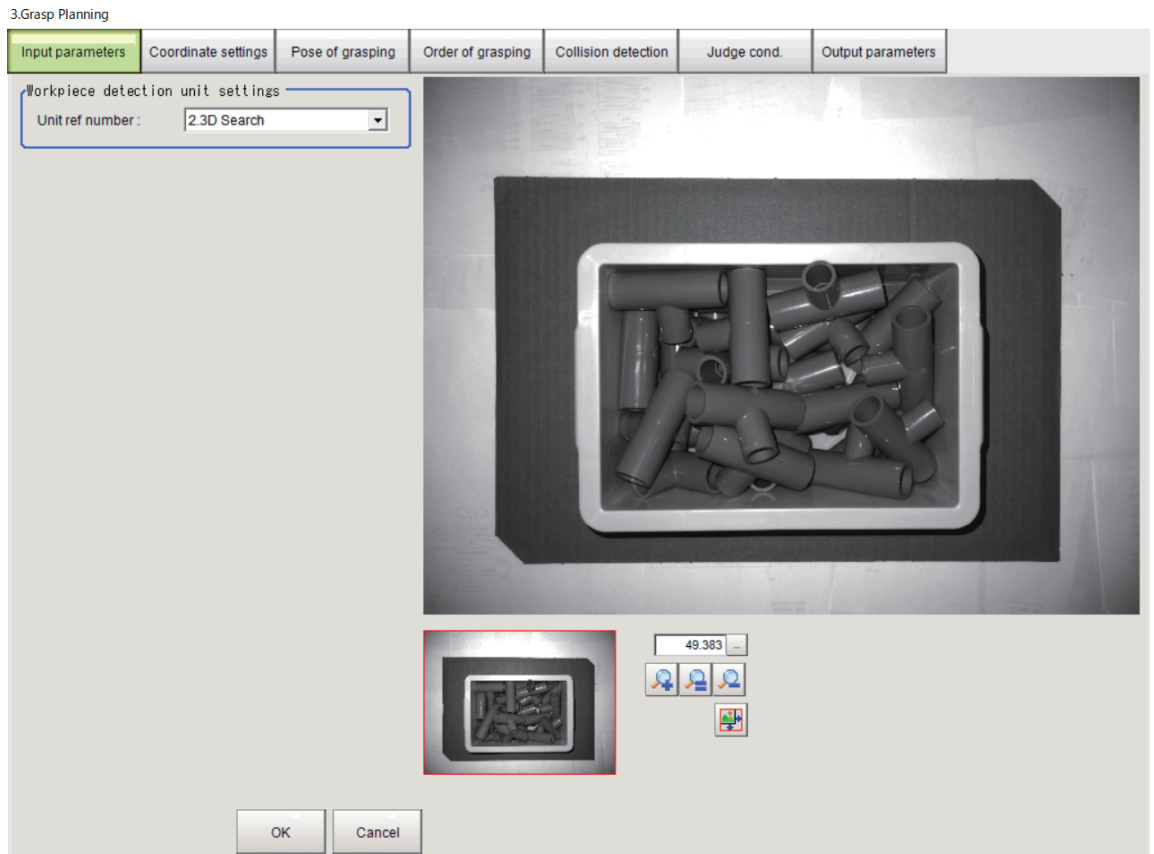 3.Grasp Planning
Input parameters Coordinate settings Pose of grasping Order of grasping Collision detection Judge cond. Output parameters
Workpiece detection unit settings
Unit ref number : 2.3D Search
49.383 ...
OK Cancel